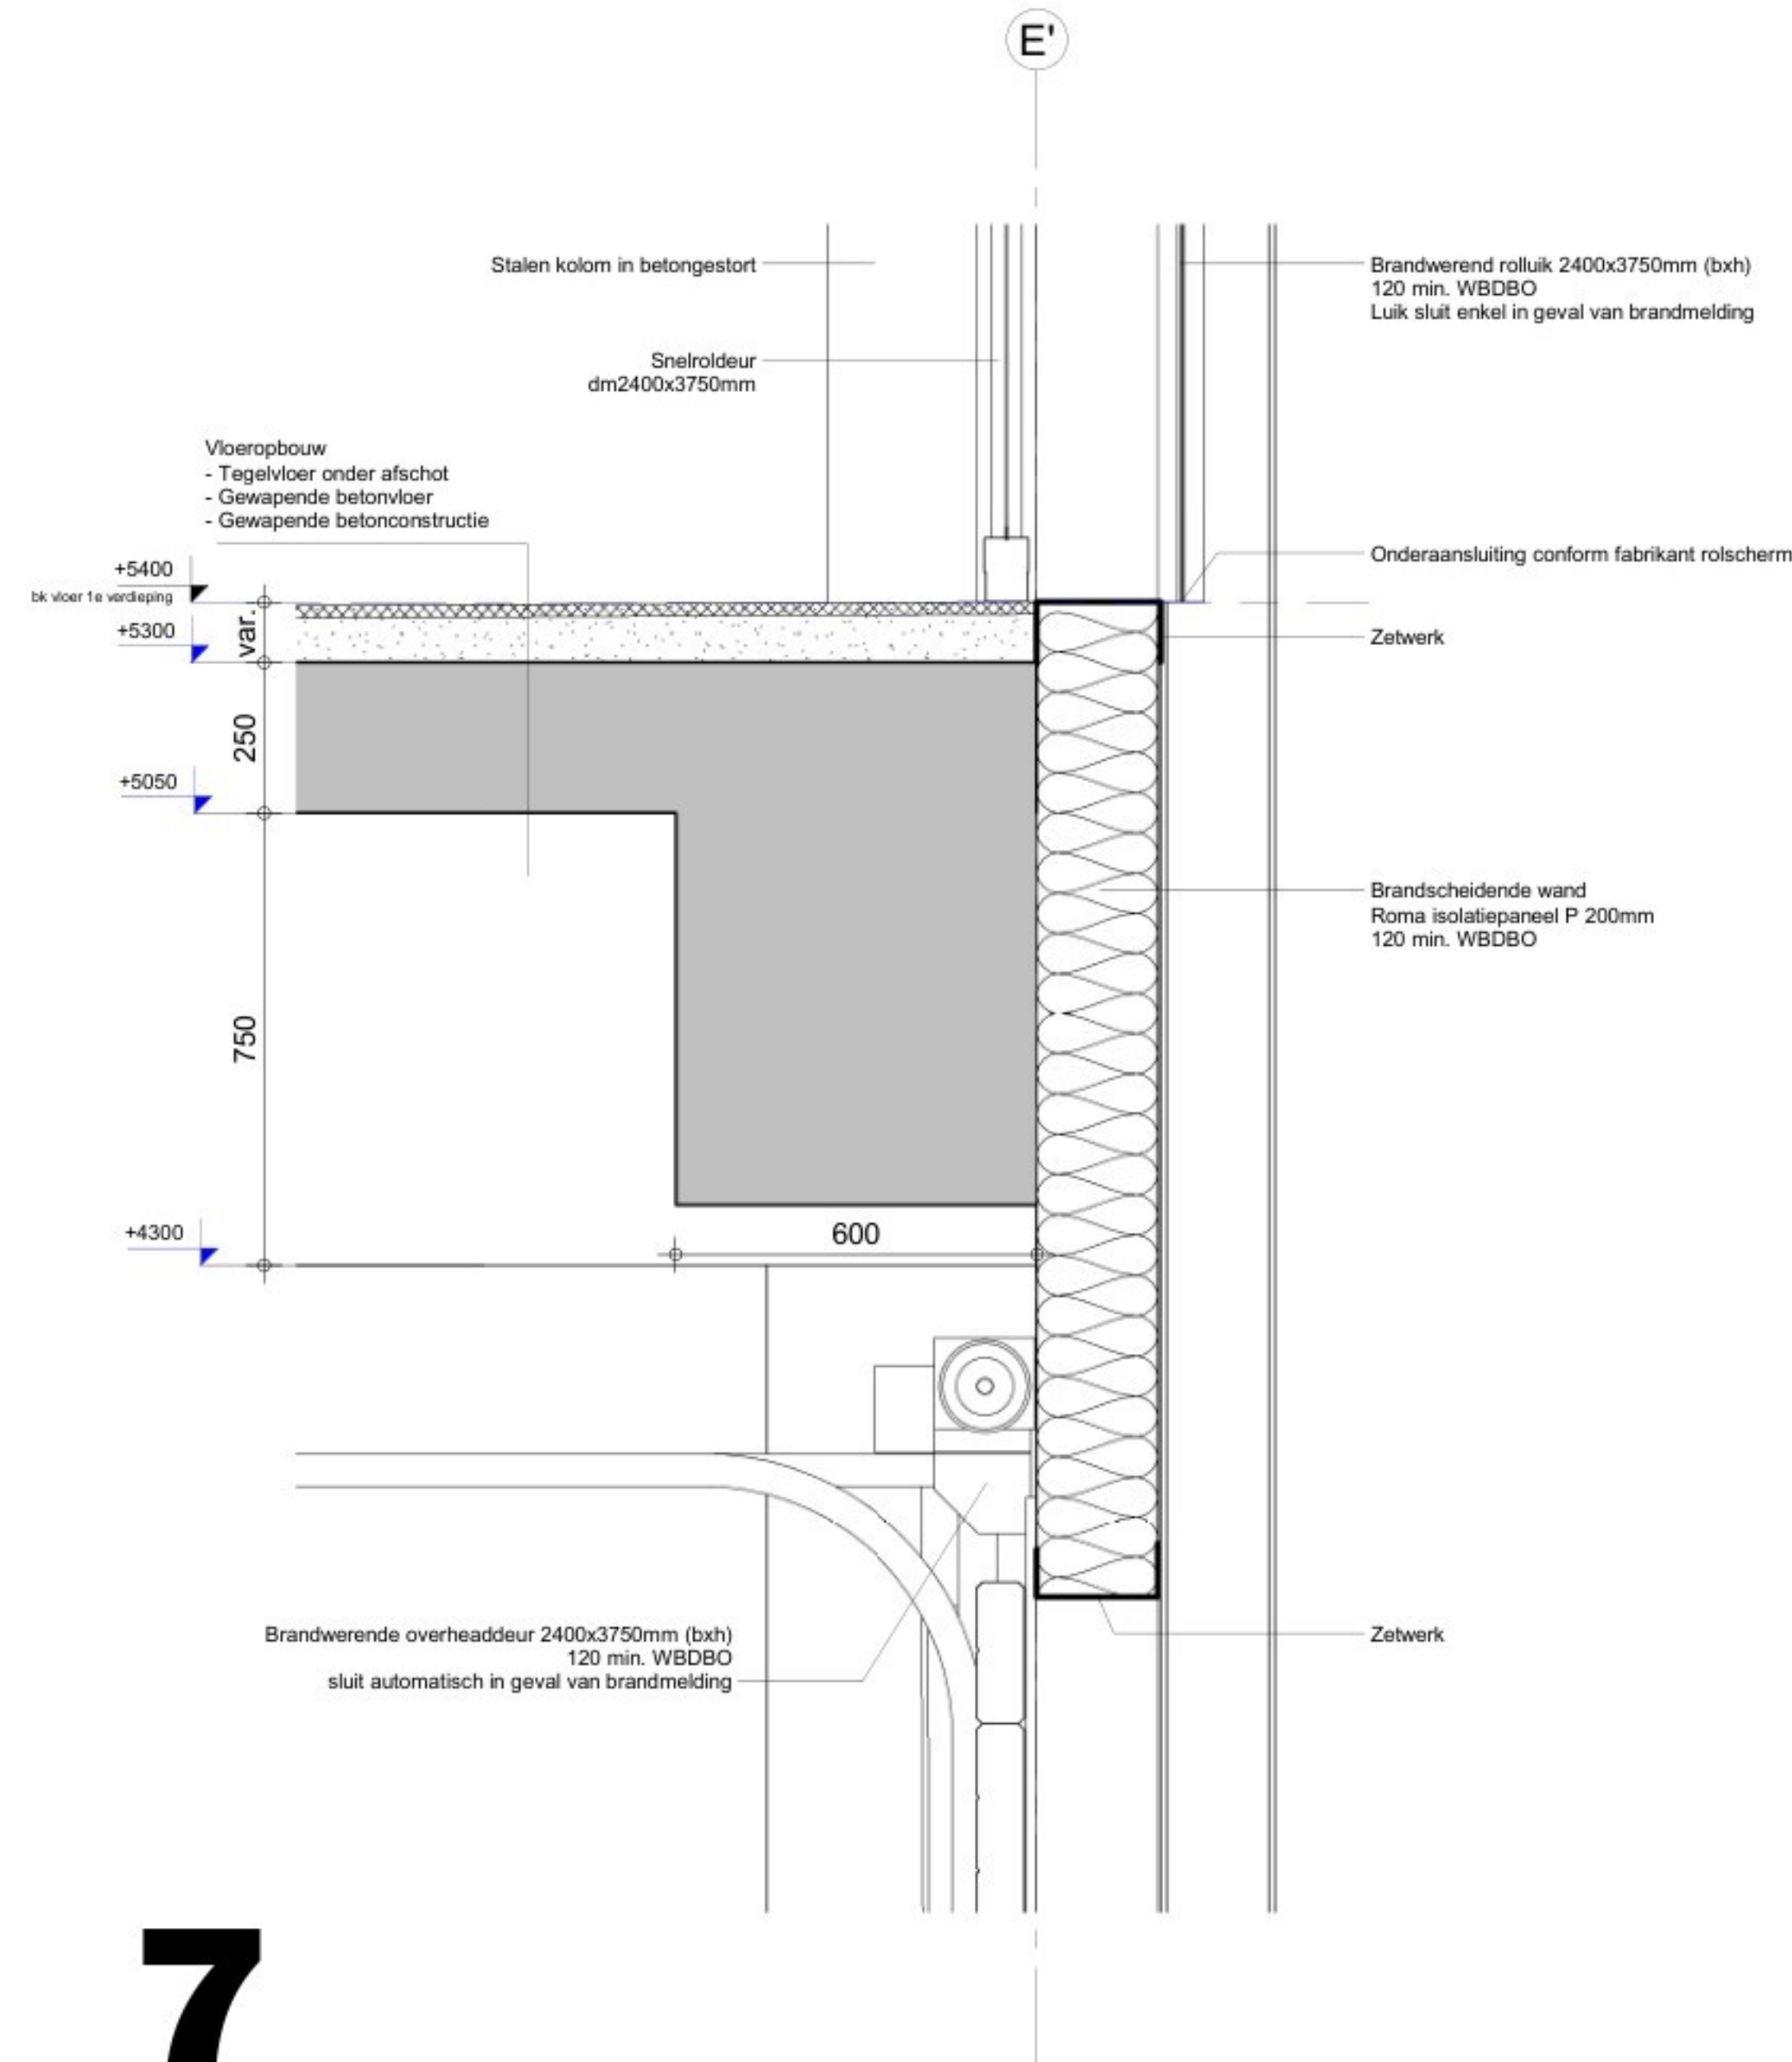 E'
Stalen kolom in betongestort
Brandwerend rolluik 2400x3750mm (bxh)
120 min. WBDBO
Luik sluit enkel in geval van brandmelding
Snelroldeur
dm2400x3750mm
Vloeropbouw
- Tegelvloer onder afschot
- Gewapende betonvloer
- Gewapende betonconstructie
Onderaansluiting conform fabrikant rolscherm
+5400
bk vloer 1e verdieping
+5300
var.
Zetwerk
250
+5050
Brandscheidende wand
Roma isolatiepaneel P 200mm
120 min. WBDBO
750
+4300
600
Brandwerende overheaddeur 2400x3750mm (bxh)
120 min. WBDBO
sluit automatisch in geval van brandmelding
Zetwerk
7